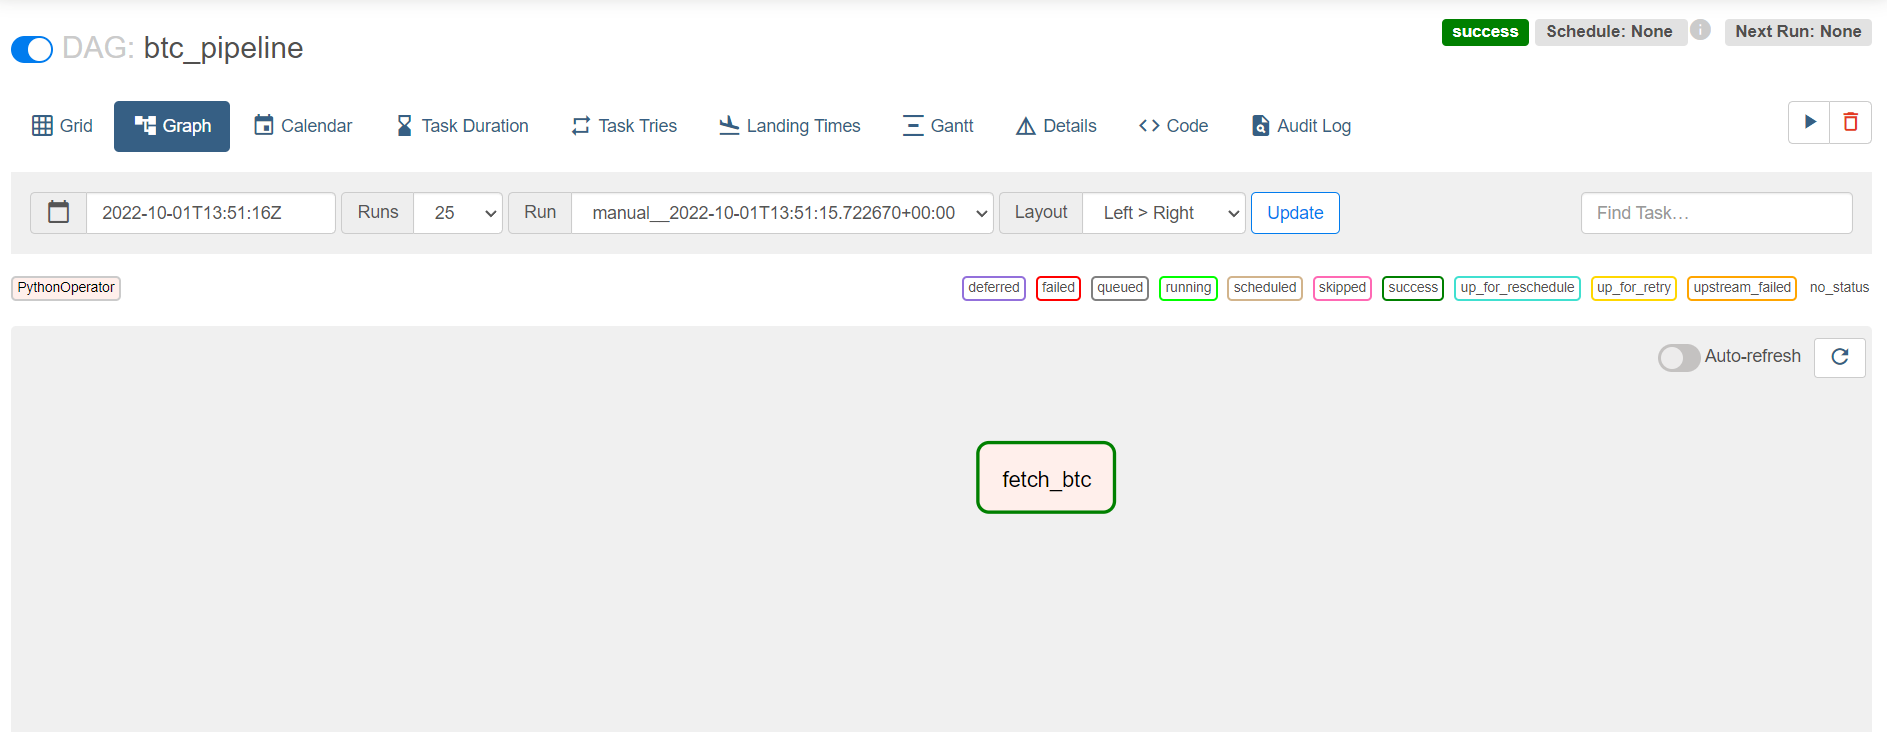 DAG: btc_pipeline
success Schedule: None i Next Run: None
Grid Graph Calendar Task Duration Task Tries Landing Times Gantt Details Code Audit Log
2022-10-01T13:51:16Z Runs 25 Run manual__2022-10-01T13:51:15.722670+00:00 Layout Left > Right Update Find Task...
PythonOperator deferred failed queued running scheduled skipped success up_for_reschedule up_for_retry upstream_failed no_status
Auto-refresh
fetch_btc